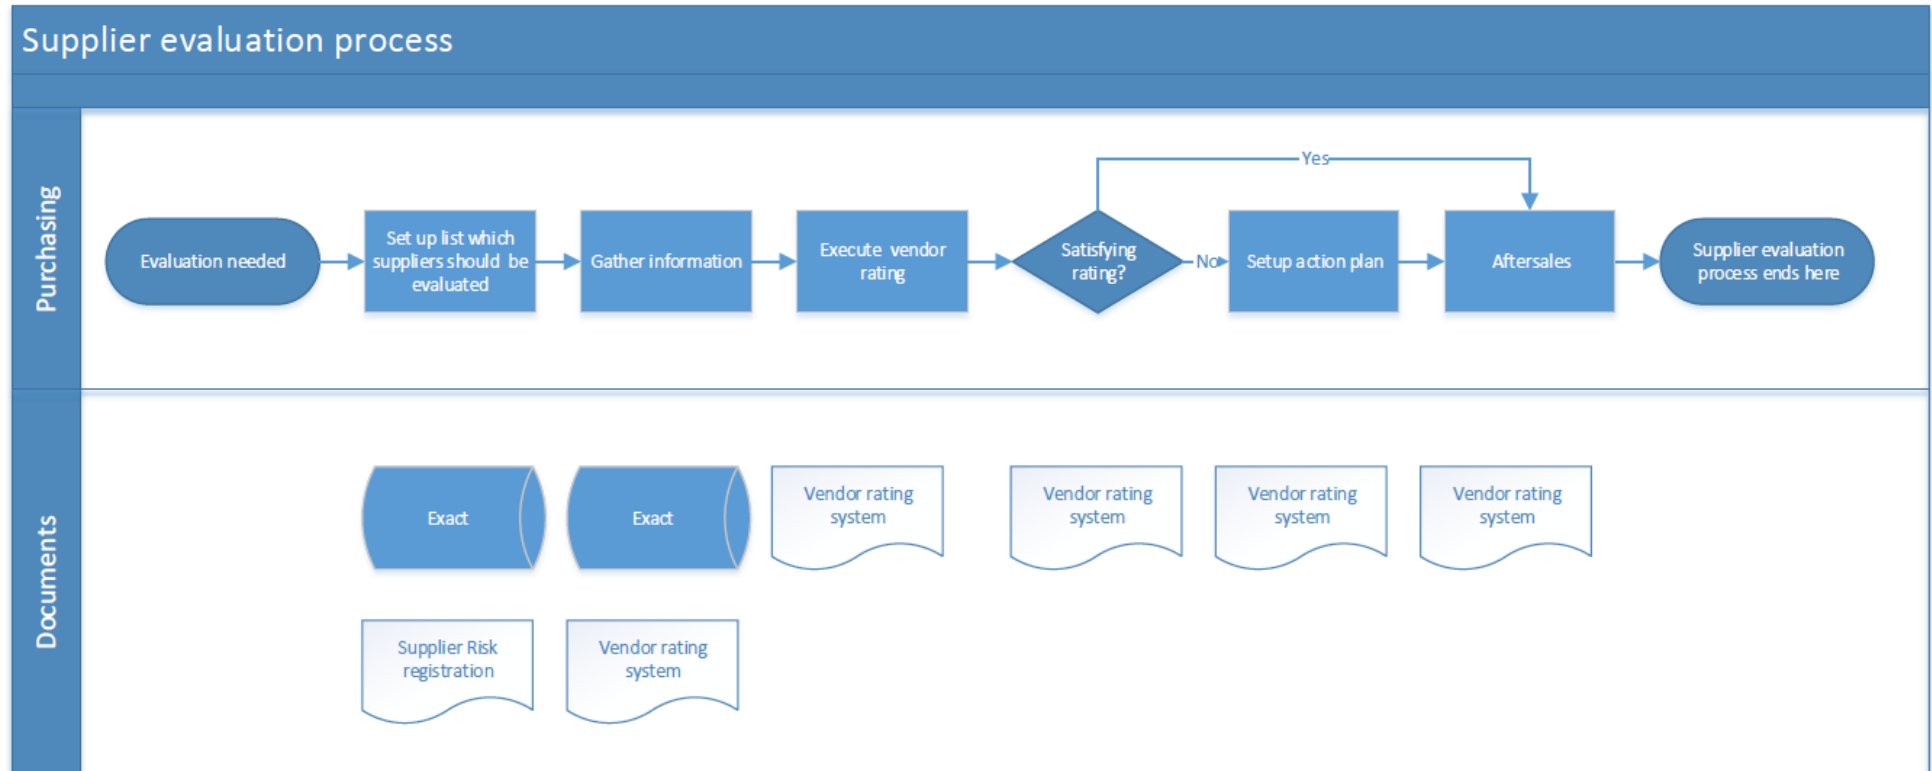 Supplier evaluation process
Purchasing
Yes
Evaluation needed
Set up list which
suppliers should be
evaluated
Gather information
Execute vendor
rating
Satisfying
rating?
No
Setup action plan
Aftersales
Supplier evaluation
process ends here
Documents
Exact
Exact
Vendor rating
system
Vendor rating
system
Vendor rating
system
Vendor rating
system
Supplier Risk
registration
Vendor rating
system